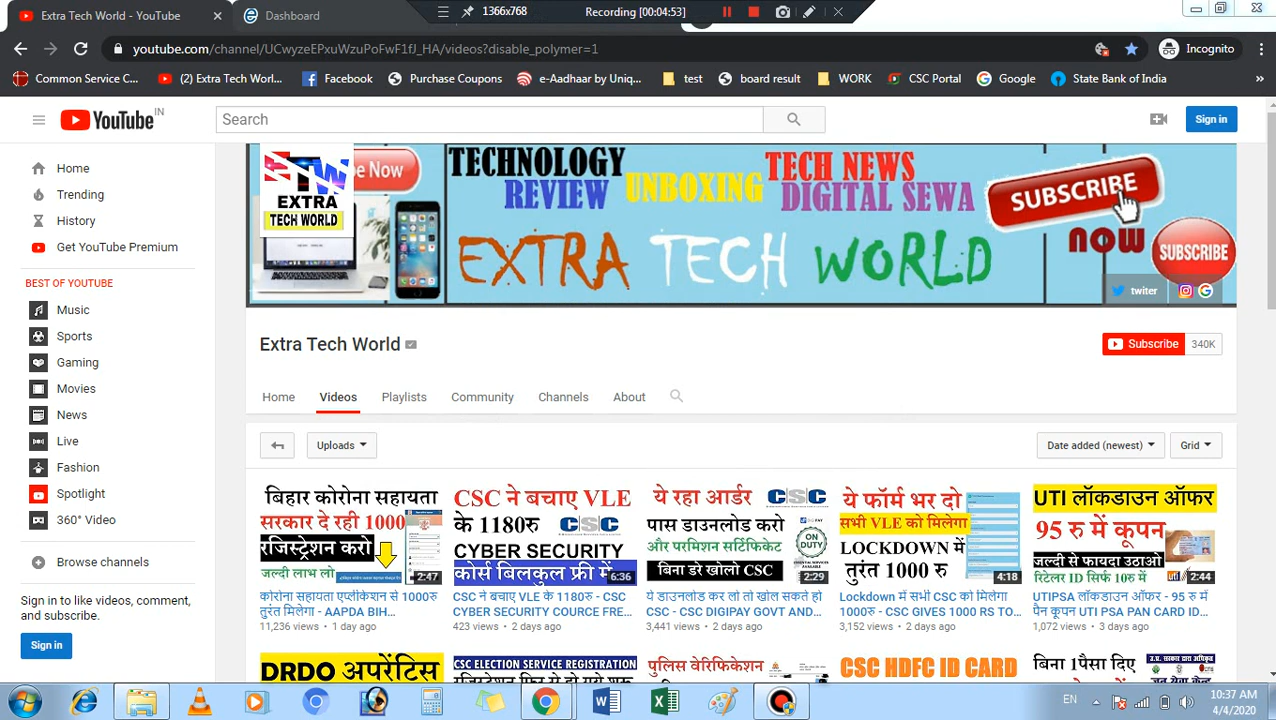 Extra Tech World - YouTube
Dashboard
1366x768
Recording [00:04:53]
youtube.com/channel/UCwyzeEPxuWzuPoFwF1fJ_HA/videos?disable_polymer=1
Incognito
Common Service C...
(2) Extra Tech Worl...
Facebook
Purchase Coupons
e-Aadhaar by Uniq...
test
board result
WORK
CSC Portal
Google
State Bank of India
YouTube IN
Search
Sign in
Home
Trending
History
Get YouTube Premium
BEST OF YOUTUBE
Music
Sports
Gaming
Movies
News
Live
Fashion
Spotlight
360° Video
Browse channels
Sign in to like videos, comment,
and subscribe.
Sign in
EXTRA
TECH WORLD
TECHNOLOGY
REVIEW
UNBOXING
TECH NEWS
DIGITAL SEWA
EXTRA TECH WORLD
SUBSCRIBE
NOW
SUBSCRIBE
twiter
Extra Tech World
Subscribe 340K
Home
Videos
Playlists
Community
Channels
About
Uploads
Date added (newest)
Grid
बिहार कोरोना सहायता
सरकार दे रही 1000
रजिस्ट्रेशन करो
जल्दी लाभ लो
2:47
कोरोना सहायता एप्लीकेशन से 1000रु
तुरंत मिलेगा - AAPDA BIH...
11,236 views • 1 day ago
CSC ने बचाए VLE
के 1180रु CSC
CYBER SECURITY
कोर्स बिलकुल फ्री में
6:36
CSC ने बचाए VLE के 1180रु - CSC
CYBER SECURITY COURCE FRE...
423 views • 2 days ago
ये रहा आर्डर CSC
पास डाउनलोड करो
और परमिशन सर्टिफिकेट
बिना डरे खोलो CSC
ON
DUTY
2:29
ये डाउनलोड कर लो तो खोल सकते हो
CSC - CSC DIGIPAY GOVT AND...
3,441 views • 2 days ago
ये फॉर्म भर दो
सभी VLE को मिलेगा
LOCKDOWN में
तुरंत 1000 रु
4:18
Lockdown में सभी CSC को मिलेगा
1000रु - CSC GIVES 1000 RS TO...
3,152 views • 2 days ago
UTI लॉकडाउन ऑफर
95 रु में कूपन
जल्दी से फायदा उठाओ
रिटेलर ID सिर्फ 10रु में
2:44
UTIPSA लॉकडाउन ऑफर - 95 रु में
पैन कूपन UTI PSA PAN CARD ID...
1,072 views • 3 days ago
DRDO अपरेंटिस
CSC ELECTION SERVICE REGISTRATION
पुलिस वेरिफिकेशन
CSC HDFC ID CARD
बिना 1पैसा दिए
EN
10:37 AM
4/4/2020